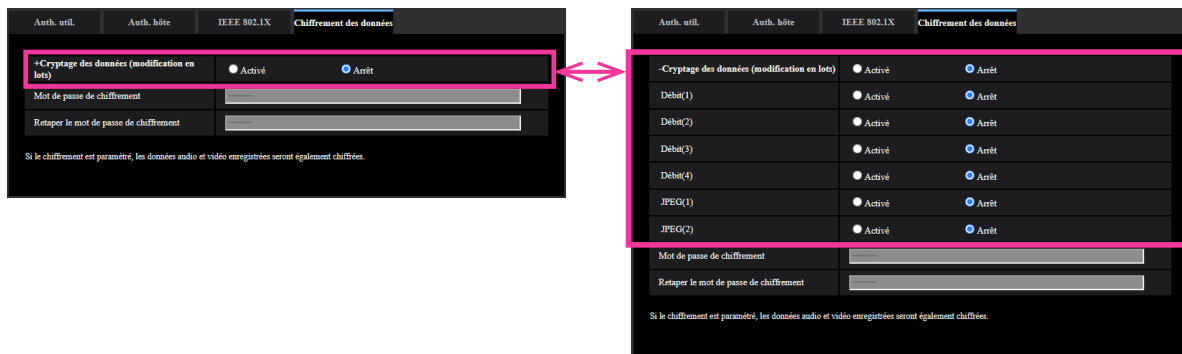 Auth. util. Auth. hôte IEEE 802.1X Chiffrement des données
+Cryptage des données (modification en
lots) Activé Arrêt
Mot de passe de chiffrement ********
Retaper le mot de passe de chiffrement ********
Si le chiffrement est paramétré, les données audio et vidéo enregistrées seront également chiffrées.
Auth. util. Auth. hôte IEEE 802.1X Chiffrement des données
-Cryptage des données (modification en lots) Activé Arrêt
Débit(1) Activé Arrêt
Débit(2) Activé Arrêt
Débit(3) Activé Arrêt
Débit(4) Activé Arrêt
JPEG(1) Activé Arrêt
JPEG(2) Activé Arrêt
Mot de passe de chiffrement ********
Retaper le mot de passe de chiffrement ********
Si le chiffrement est paramétré, les données audio et vidéo enregistrées seront également chiffrées.